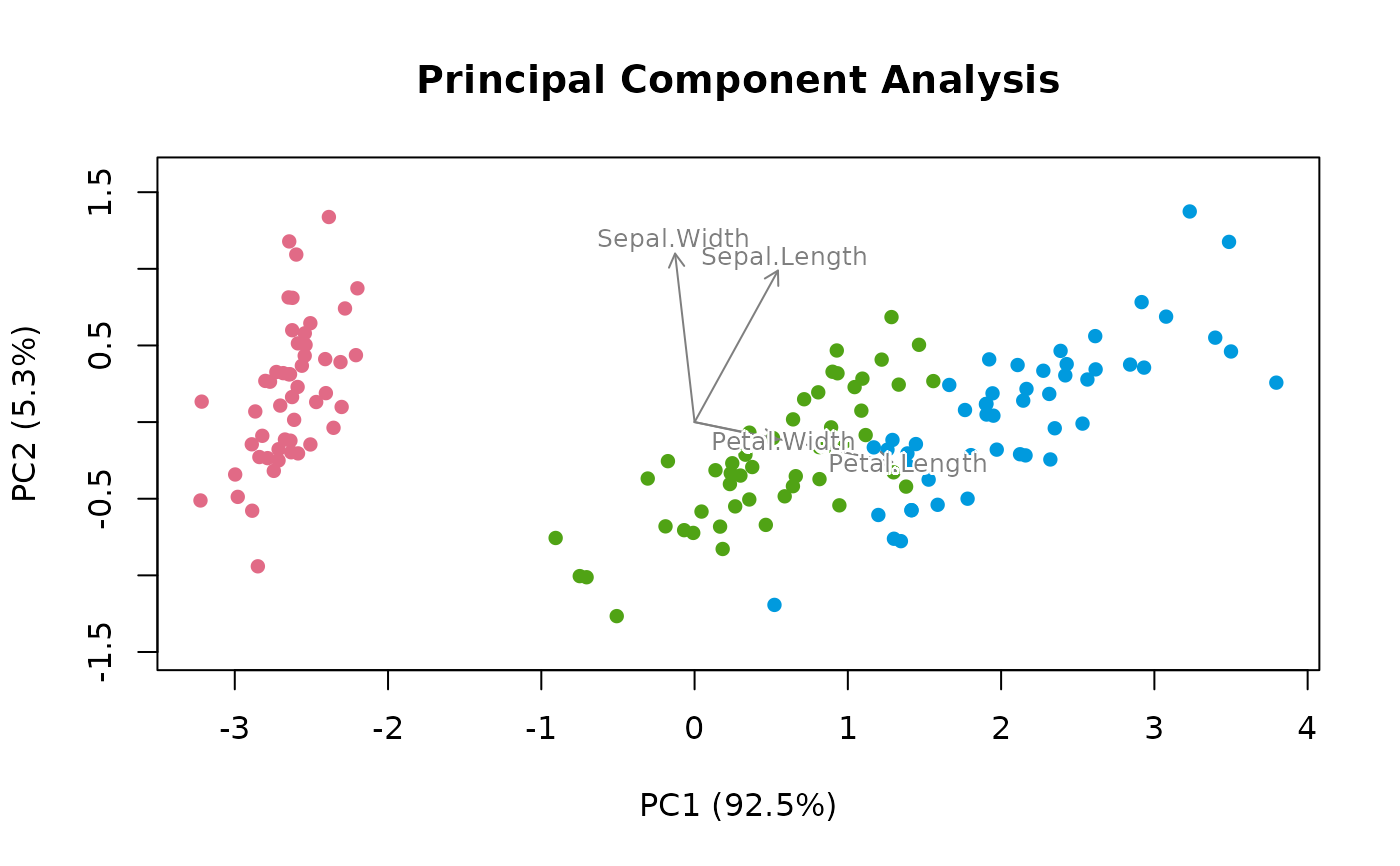 Principal Component Analysis
1.5
0.5
-0.5
-1.5
PC2 (5.3%)
Sepal.Width
Sepal.Length
Petal.Width
Petal.Length
-3 -2 -1 0 1 2 3 4
PC1 (92.5%)